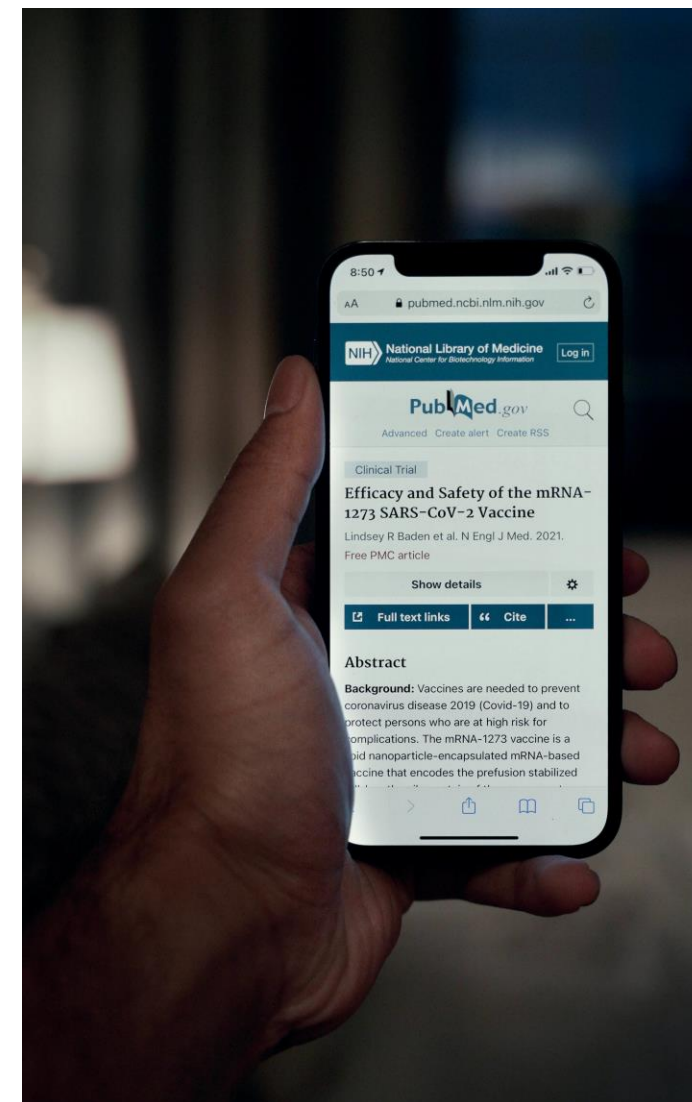 8:50
AA pubmed.ncbi.nlm.nih.gov
NIH National Library of Medicine Log in
National Center for Biotechnology Information
PubMed.gov
Advanced Create alert Create RSS
Clinical Trial
Efficacy and Safety of the mRNA-
1273 SARS-CoV-2 Vaccine
Lindsey R Baden et al. N Engl J Med. 2021.
Free PMC article
Show details
Full text links “ Cite ...
Abstract
Background: Vaccines are needed to prevent
coronavirus disease 2019 (Covid-19) and to
protect persons who are at high risk for
complications. The mRNA-1273 vaccine is a
nanoparticle-encapsulated mRNA-based
vaccine that encodes the prefusion stabilized